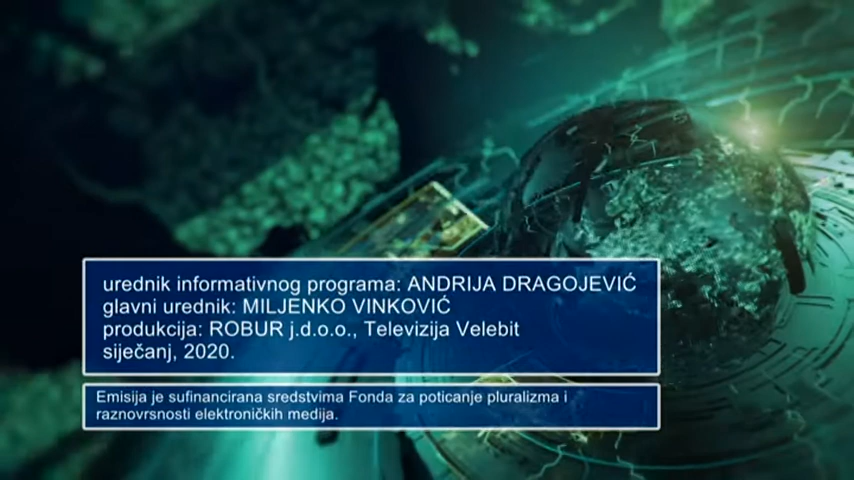 urednik informativnog programa: ANDRIJA DRAGOJEVIĆ
glavni urednik: MILJENKO VINKOVIĆ
produkcija: ROBUR j.d.o.o., Televizija Velebit
siječanj, 2020.
Emisija je sufinancirana sredstvima Fonda za poticanje pluralizma i
raznovrsnosti elektroničkih medija.